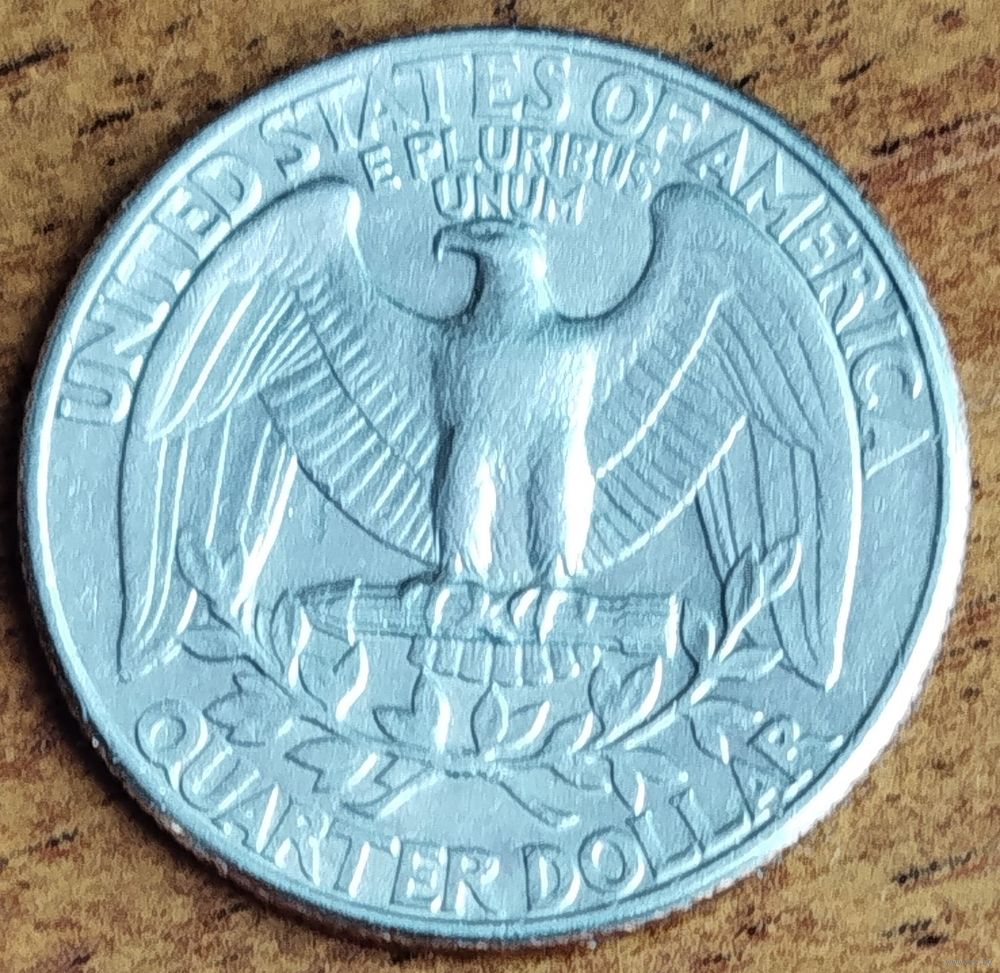 UNITED STATES OF AMERICA
E PLURIBUS
UNUM
QUARTER DOLLAR